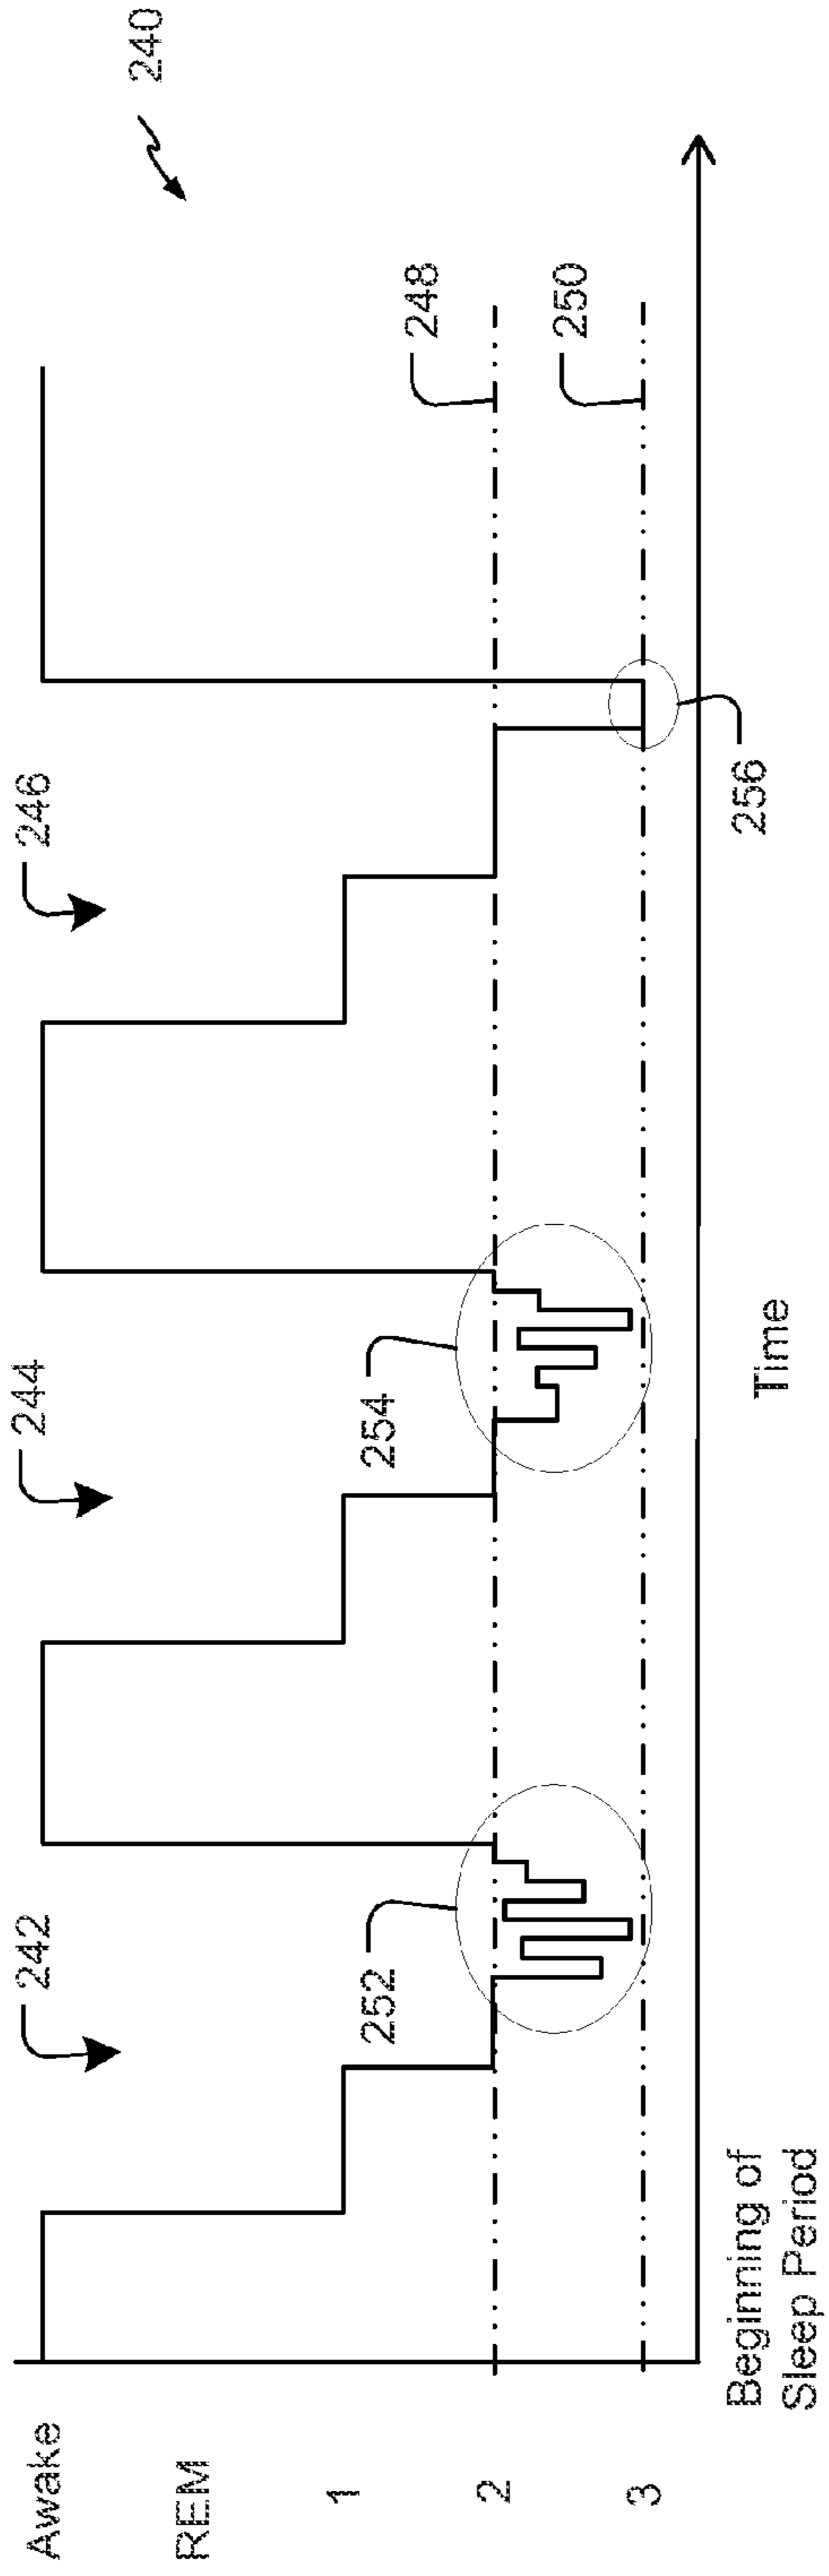 240
246
244
242
Awake
REM
1
2
3
248
250
254
252
256
Beginning of
Sleep Period
Time